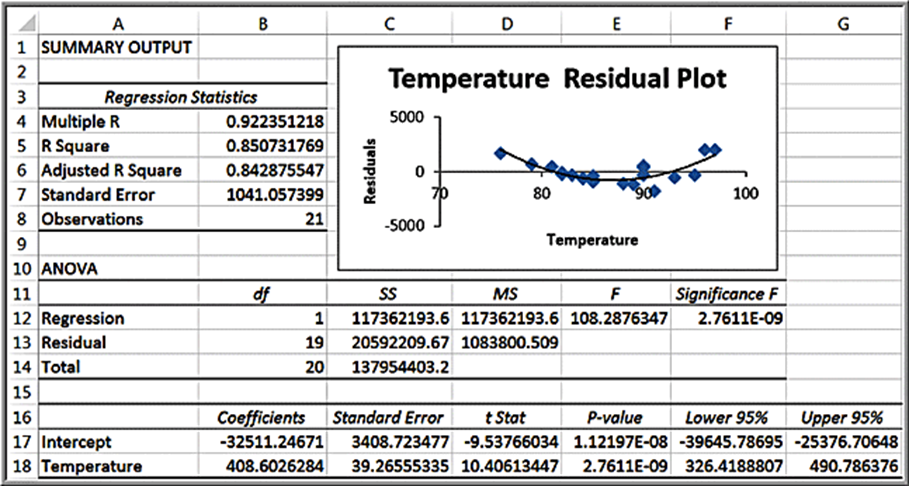 A B C D E F G
1 SUMMARY OUTPUT
2
3 Regression Statistics
4 Multiple R 0.922351218
5 R Square 0.850731769
6 Adjusted R Square 0.842875547
7 Standard Error 1041.057399
8 Observations 21
9
Temperature Residual Plot
Residuals
5000
0
-5000
70 80 90 100
Temperature
10 ANOVA
11 df SS MS F Significance F
12 Regression 1 117362193.6 117362193.6 108.2876347 2.7611E-09
13 Residual 19 20592209.67 1083800.509
14 Total 20 137954403.2
15
16 Coefficients Standard Error t Stat P-value Lower 95% Upper 95%
17 Intercept -32511.24671 3408.723477 -9.53766034 1.12197E-08 -39645.78695 -25376.70648
18 Temperature 408.6026284 39.26555335 10.40613447 2.7611E-09 326.4188807 490.786376